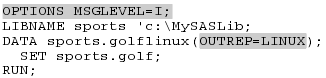 OPTIONS MSGLEVEL=I;
LIBNAME sports 'c:\MySASLib;
DATA sports.golflinux(OUTREP=LINUX);
SET sports.golf;
RUN;